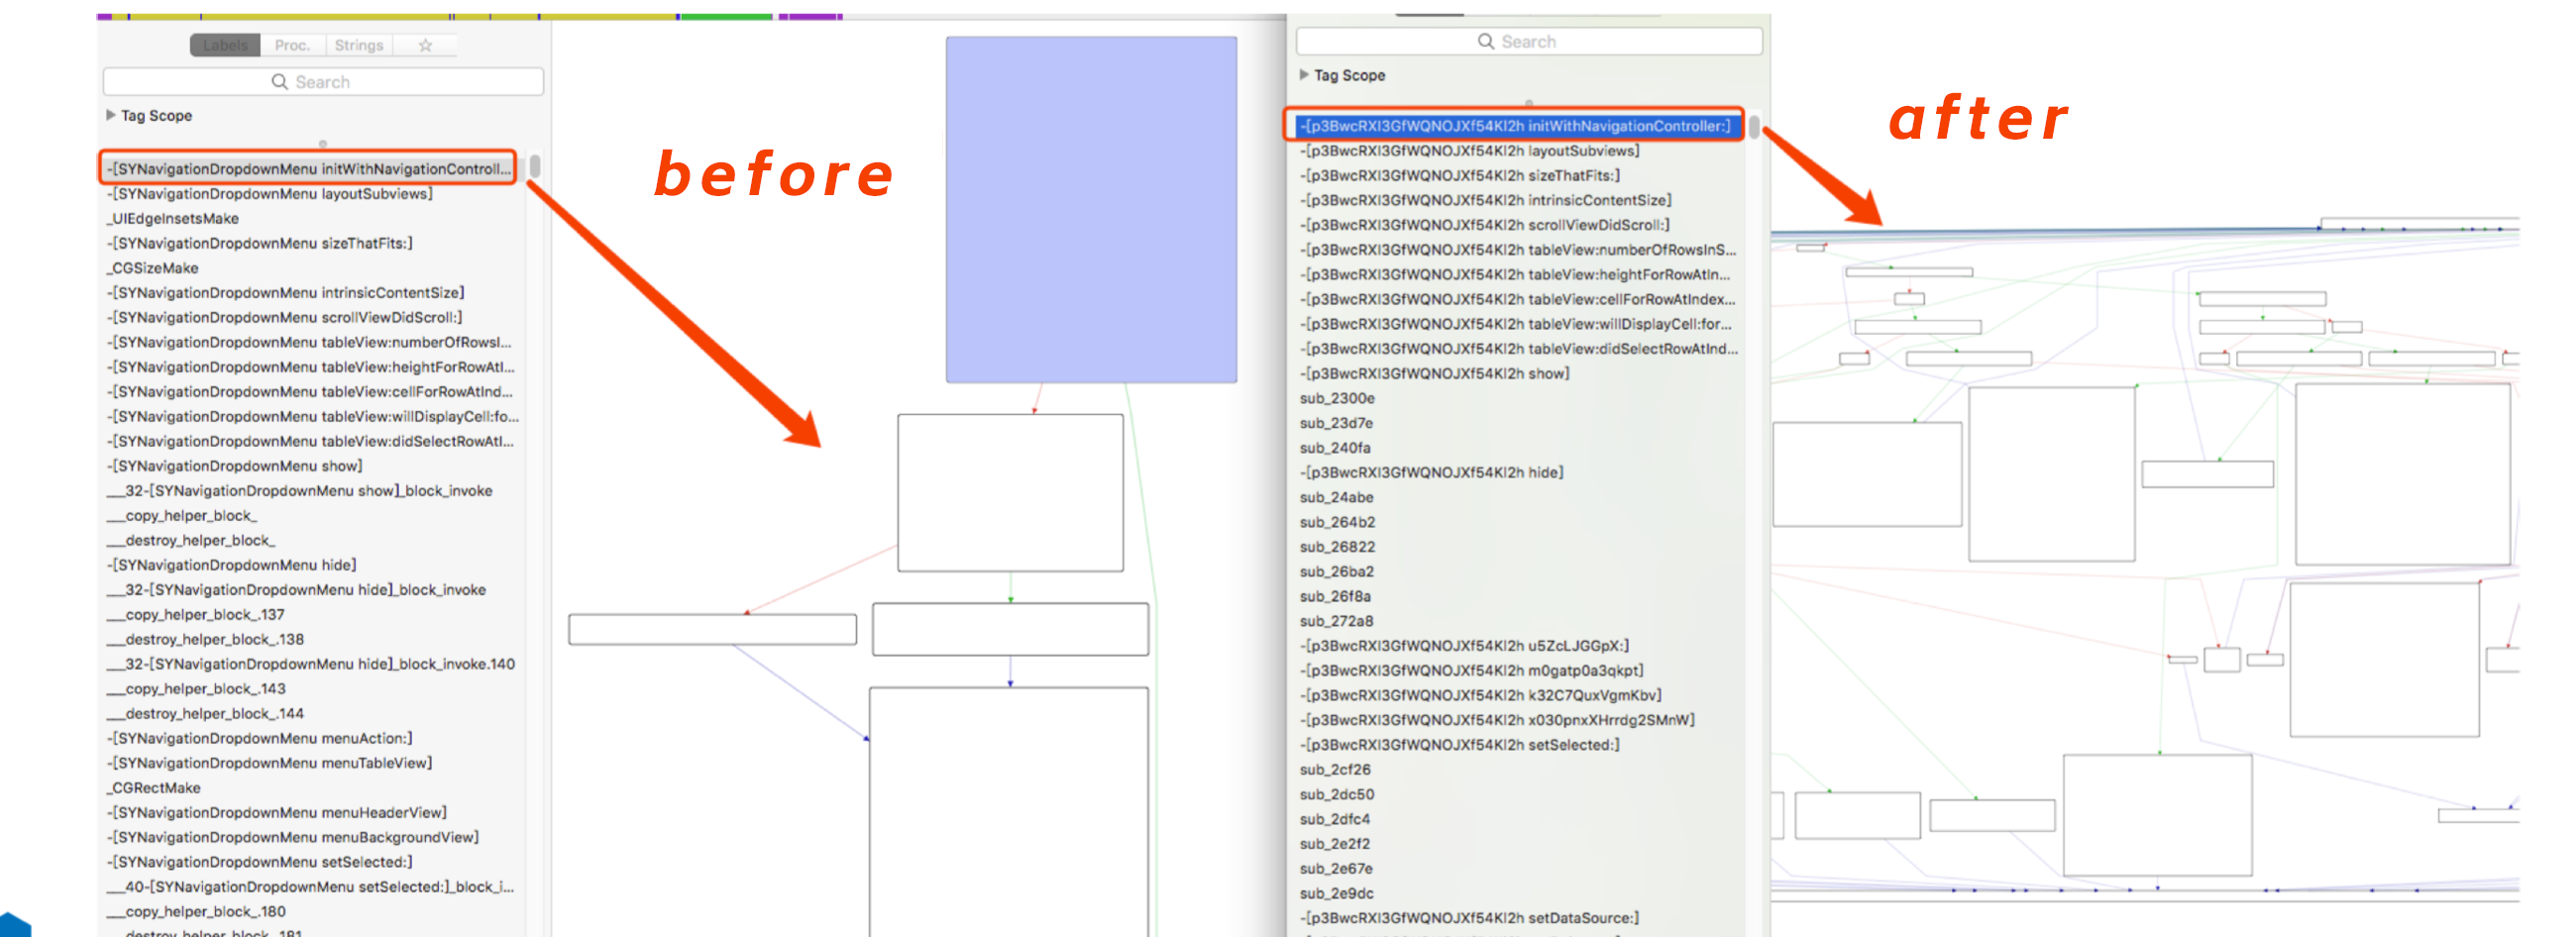 Labels Proc. Strings
Search
Tag Scope
-[SYNavigationDropdownMenu initWithNavigationControll...
-[SYNavigationDropdownMenu layoutSubviews]
_UIEdgeInsetsMake
-[SYNavigationDropdownMenu sizeThatFits:]
_CGSizeMake
-[SYNavigationDropdownMenu intrinsicContentSize]
-[SYNavigationDropdownMenu scrollViewDidScroll:]
-[SYNavigationDropdownMenu tableView:numberOfRowsI...
-[SYNavigationDropdownMenu tableView:heightForRowAtI...
-[SYNavigationDropdownMenu tableView:cellForRowAtInd...
-[SYNavigationDropdownMenu tableView:willDisplayCell:fo...
-[SYNavigationDropdownMenu tableView:didSelectRowAtI...
-[SYNavigationDropdownMenu show]
___32-[SYNavigationDropdownMenu show]_block_invoke
___copy_helper_block_
___destroy_helper_block_
-[SYNavigationDropdownMenu hide]
___32-[SYNavigationDropdownMenu hide]_block_invoke
___copy_helper_block_.137
___destroy_helper_block_.138
___32-[SYNavigationDropdownMenu hide]_block_invoke.140
___copy_helper_block_.143
___destroy_helper_block_.144
-[SYNavigationDropdownMenu menuAction:]
-[SYNavigationDropdownMenu menuTableView]
_CGRectMake
-[SYNavigationDropdownMenu menuHeaderView]
-[SYNavigationDropdownMenu menuBackgroundView]
-[SYNavigationDropdownMenu setSelected:]
___40-[SYNavigationDropdownMenu setSelected:]_block_i...
___copy_helper_block_.180
___destroy_helper_block_.181
before
Search
Tag Scope
-[p3BwcRXI3GfWQNOJXf54KI2h initWithNavigationController:]
-[p3BwcRXI3GfWQNOJXf54KI2h layoutSubviews]
-[p3BwcRXI3GfWQNOJXf54KI2h sizeThatFits:]
-[p3BwcRXI3GfWQNOJXf54KI2h intrinsicContentSize]
-[p3BwcRXI3GfWQNOJXf54KI2h scrollViewDidScroll:]
-[p3BwcRXI3GfWQNOJXf54KI2h tableView:numberOfRowsInS...
-[p3BwcRXI3GfWQNOJXf54KI2h tableView:heightForRowAtIn...
-[p3BwcRXI3GfWQNOJXf54KI2h tableView:cellForRowAtIndex...
-[p3BwcRXI3GfWQNOJXf54KI2h tableView:willDisplayCell:for...
-[p3BwcRXI3GfWQNOJXf54KI2h tableView:didSelectRowAtInd...
-[p3BwcRXI3GfWQNOJXf54KI2h show]
sub_2300e
sub_23d7e
sub_240fa
-[p3BwcRXI3GfWQNOJXf54KI2h hide]
sub_24abe
sub_264b2
sub_26822
sub_26ba2
sub_26f8a
sub_272a8
-[p3BwcRXI3GfWQNOJXf54KI2h u5ZcLJGGpX:]
-[p3BwcRXI3GfWQNOJXf54KI2h m0gatp0a3qkpt]
-[p3BwcRXI3GfWQNOJXf54KI2h k32C7QuxVgmKbv]
-[p3BwcRXI3GfWQNOJXf54KI2h x030pnxXHrrdg2SMnW]
-[p3BwcRXI3GfWQNOJXf54KI2h setSelected:]
sub_2cf26
sub_2dc50
sub_2dfc4
sub_2e2f2
sub_2e67e
sub_2e9dc
-[p3BwcRXI3GfWQNOJXf54KI2h setDataSource:]
after